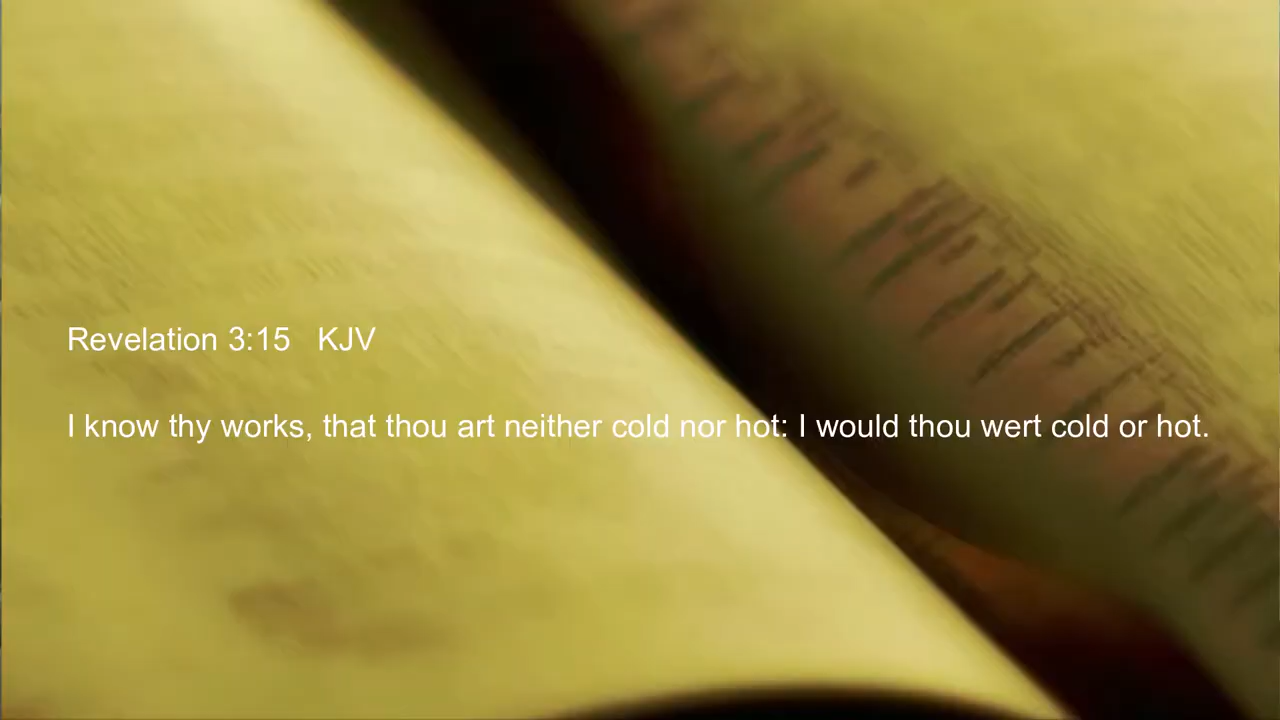 Revelation 3:15   KJV
I know thy works, that thou art neither cold nor hot: I would thou wert cold or hot.